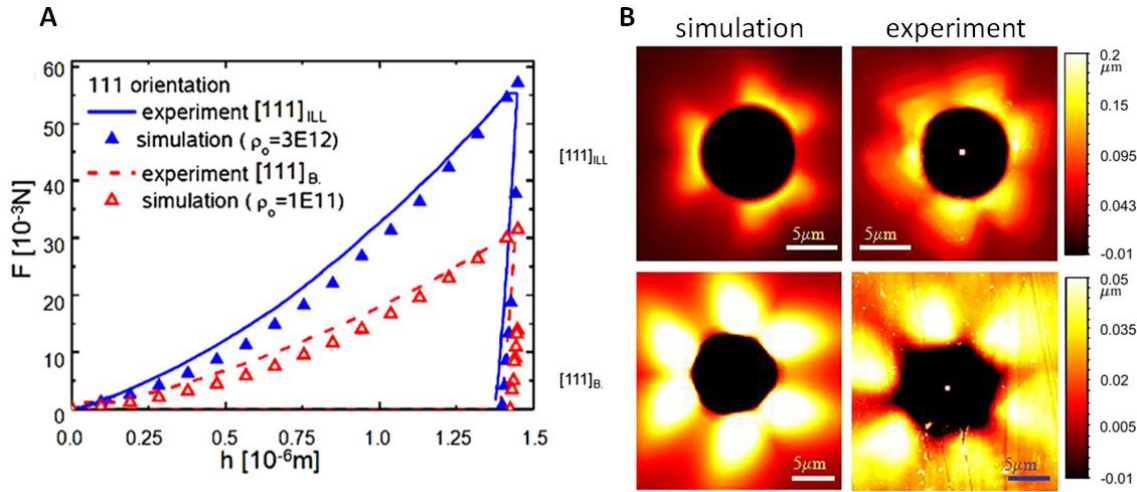 A
60
50
40
30
20
10
0
F [10⁻³N]
111 orientation
experiment [111]ILL
simulation (ρo=3E12)
experiment [111]B.
simulation (ρo=1E11)
0.0
0.25
0.50
0.75
1.00
1.25
1.5
h [10⁻⁶m]
B
simulation
experiment
[111]ILL
5µm
5µm
0.2
µm
0.15
0.095
0.043
-0.01
[111]B.
5µm
5µm
0.05
µm
0.035
0.02
0.005
-0.01